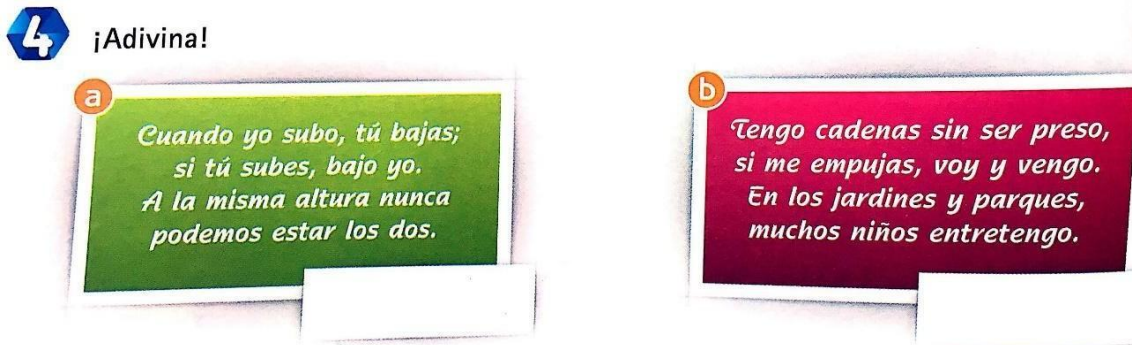 4 ¡Adivina!
a
Cuando yo subo, tú bajas;
si tú subes, bajo yo.
A la misma altura nunca
podemos estar los dos.
b
Tengo cadenas sin ser preso,
si me empujas, voy y vengo.
En los jardines y parques,
muchos niños entretengo.